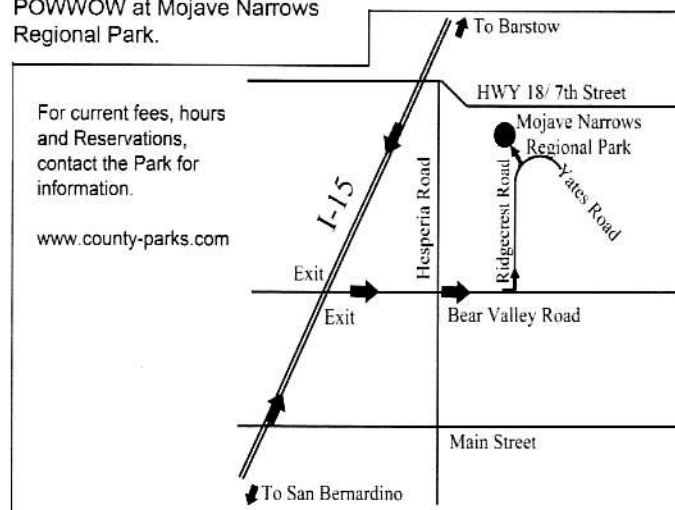 POWWOW at Mojave Narrows
Regional Park.
To Barstow
HWY 18/ 7th Street
For current fees, hours
and Reservations,
contact the Park for
information.
www.county-parks.com
Mojave Narrows
Regional Park
I-15
Hesperia Road
Ridgecrest Road
Yates Road
Exit
Exit
Bear Valley Road
Main Street
To San Bernardino